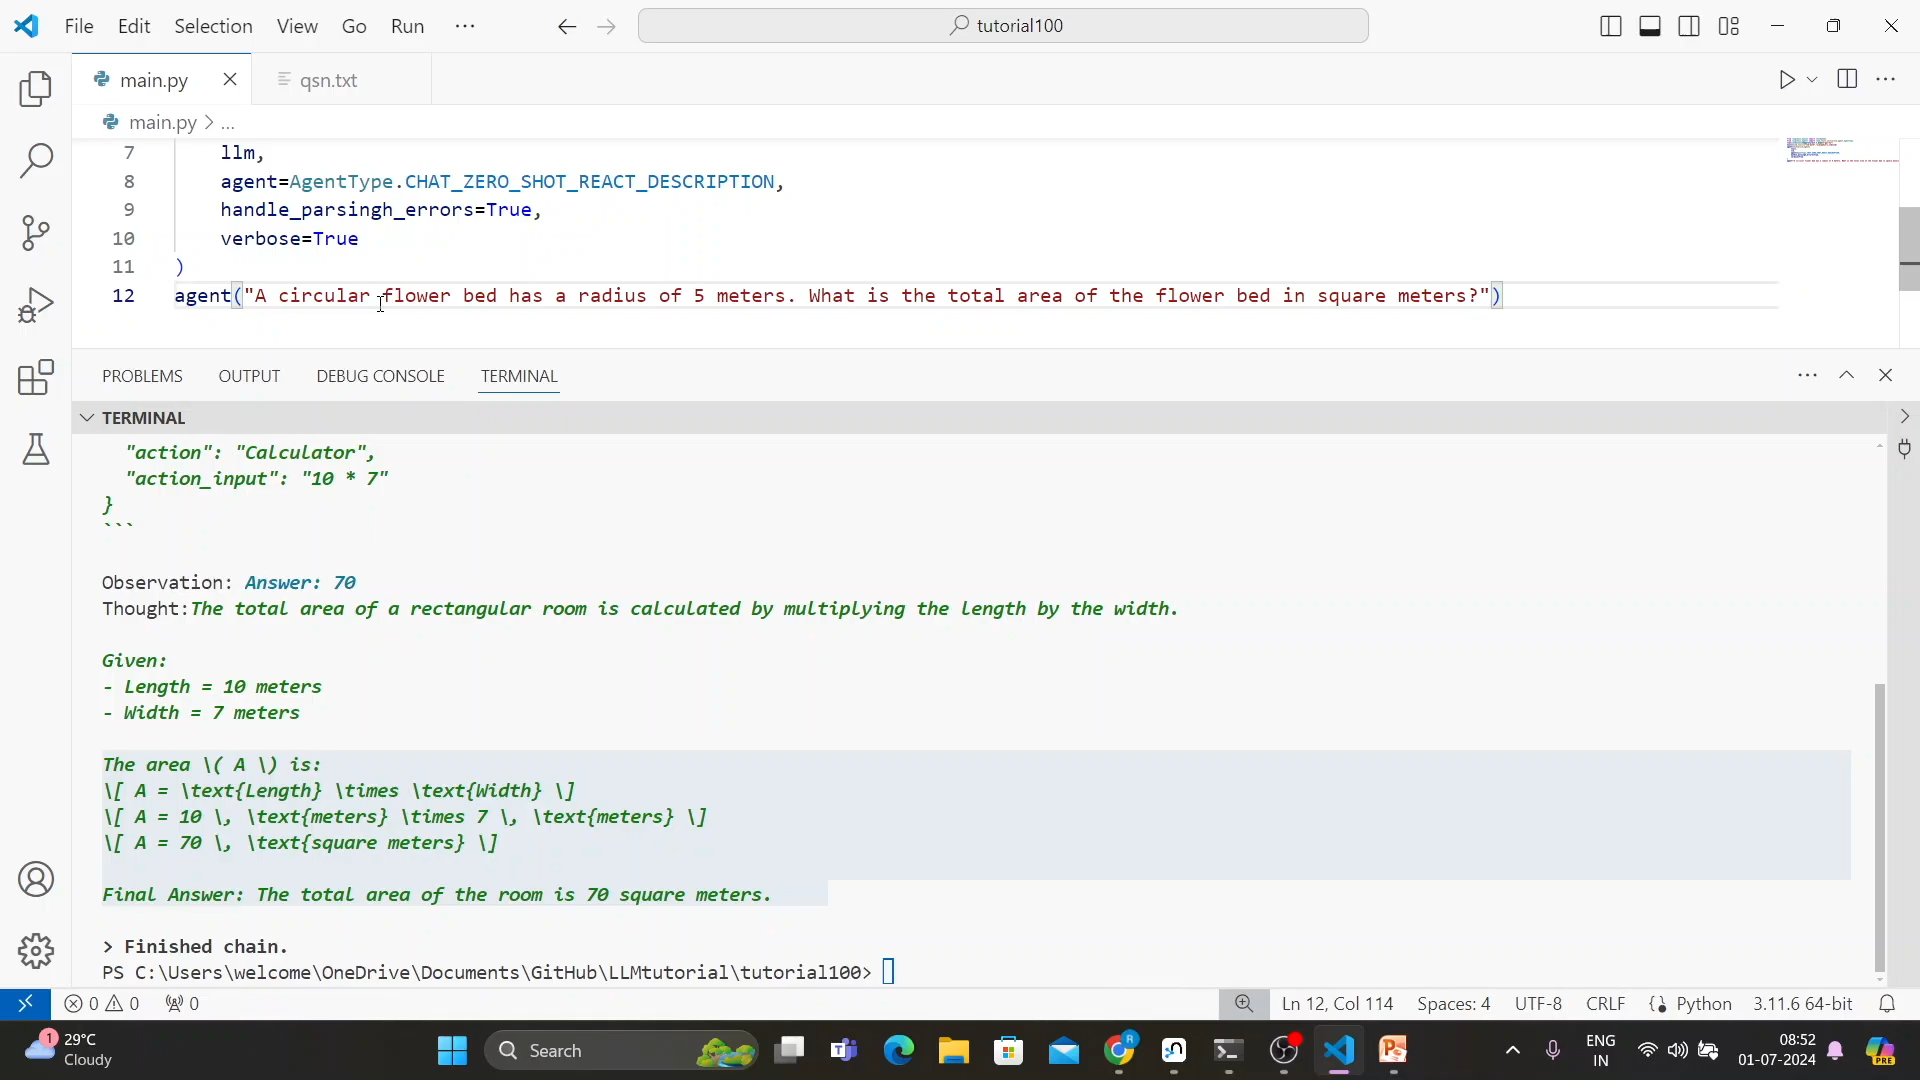 File Edit Selection View Go Run ··· tutorial100
main.py qsn.txt
main.py > ...
7 llm,
8 agent=AgentType.CHAT_ZERO_SHOT_REACT_DESCRIPTION,
9 handle_parsingh_errors=True,
10 verbose=True
11 )
12 agent("A circular flower bed has a radius of 5 meters. What is the total area of the flower bed in square meters?")
PROBLEMS OUTPUT DEBUG CONSOLE TERMINAL
TERMINAL
"action": "Calculator",
"action_input": "10 * 7"
}
```
Observation: Answer: 70
Thought:The total area of a rectangular room is calculated by multiplying the length by the width.
Given:
- Length = 10 meters
- Width = 7 meters
The area \( A \) is:
\[ A = \text{Length} \times \text{Width} \]
\[ A = 10 \, \text{meters} \times 7 \, \text{meters} \]
\[ A = 70 \, \text{square meters} \]
Final Answer: The total area of the room is 70 square meters.
> Finished chain.
PS C:\Users\welcome\OneDrive\Documents\GitHub\LLMtutorial\tutorial100>
0 0 0 Ln 12, Col 114 Spaces: 4 UTF-8 CRLF Python 3.11.6 64-bit
1 29°C Search ENG 08:52
Cloudy IN 01-07-2024